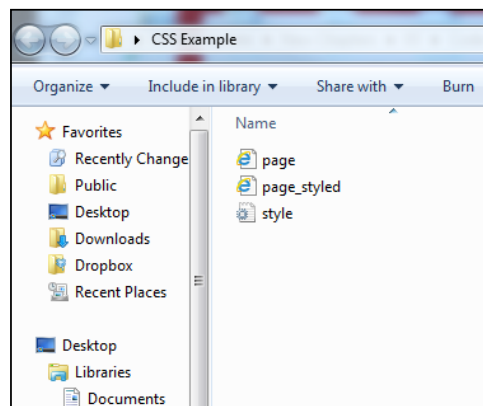 CSS Example
Organize Include in library Share with Burn
Favorites
Recently Change
Public
Desktop
Downloads
Dropbox
Recent Places
Desktop
Libraries
Documents
Name
page
page_styled
style